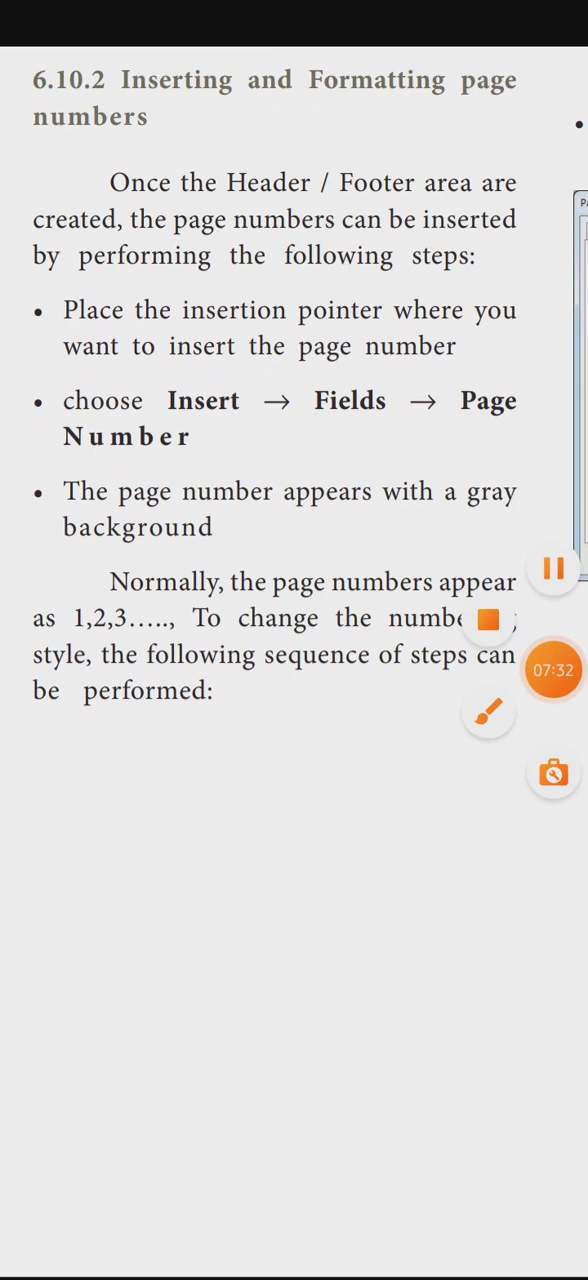 6.10.2 Inserting and Formatting page
numbers
Once the Header / Footer area are
created, the page numbers can be inserted
by performing the following steps:
• Place the insertion pointer where you
want to insert the page number
• choose Insert → Fields → Page
Number
• The page number appears with a gray
background
Normally, the page numbers appear
as 1,2,3....., To change the
style, the following sequence of steps can
be performed:
07:32